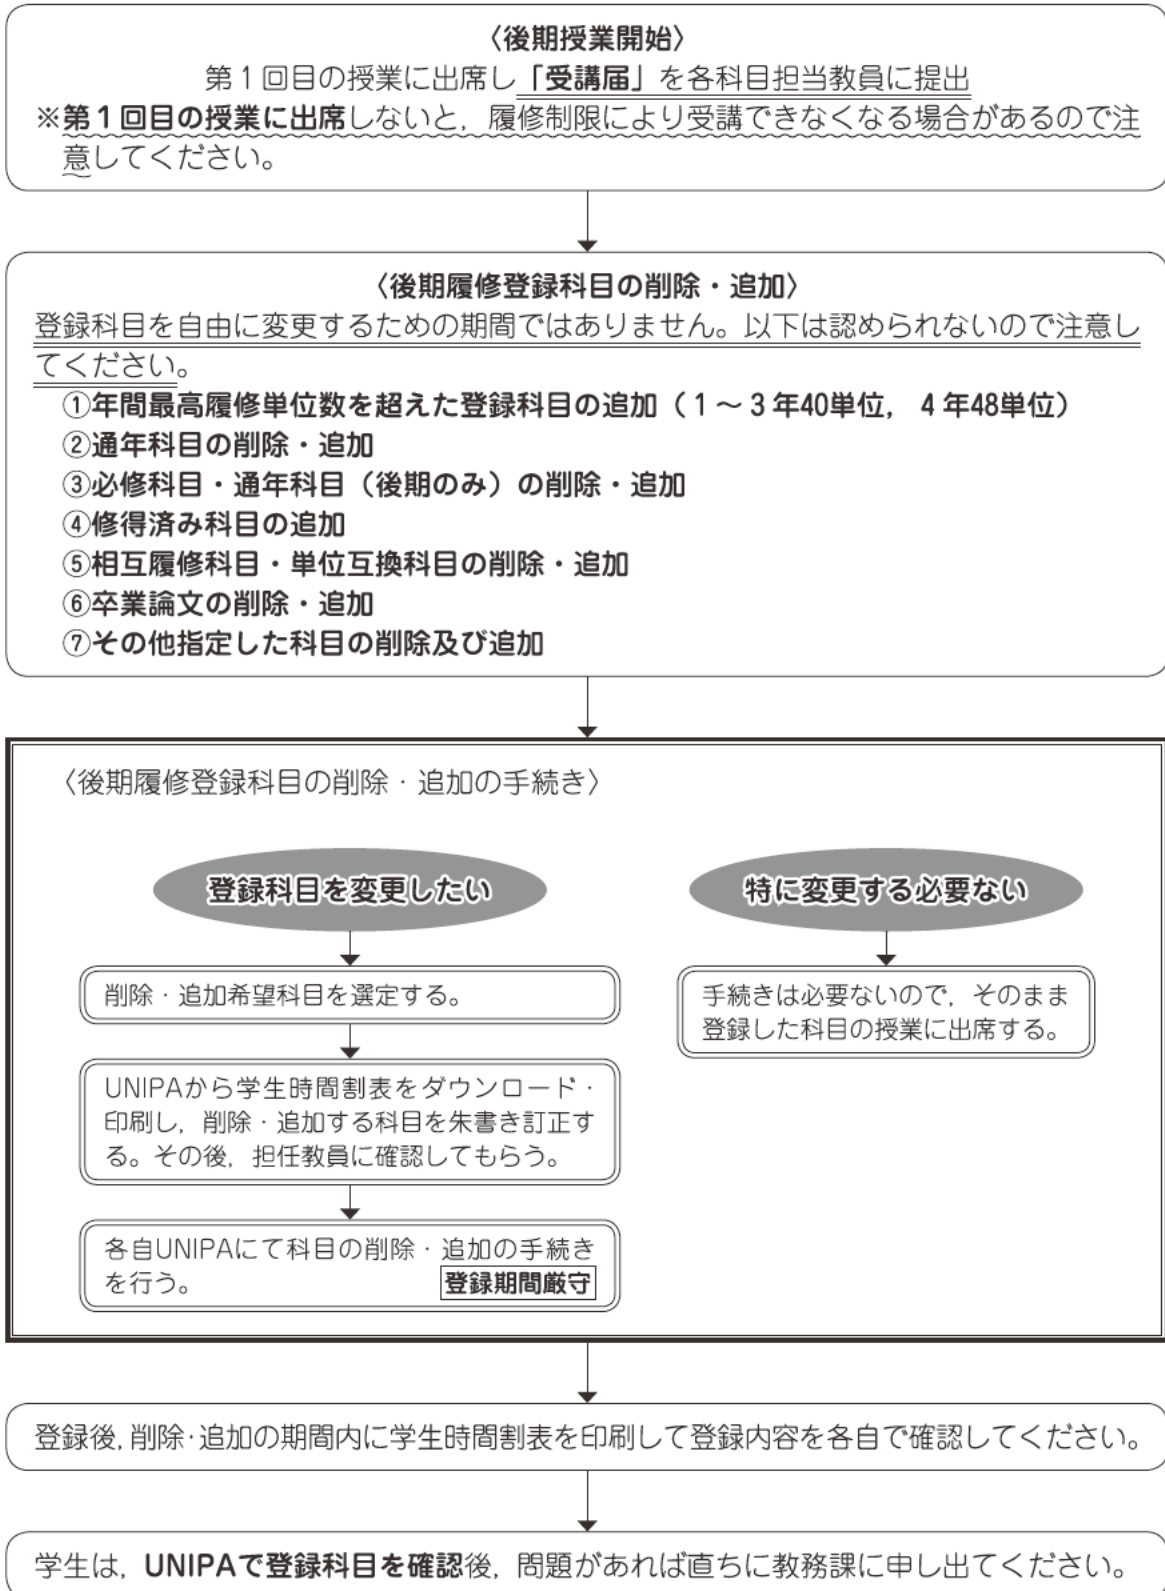 〈後期授業開始〉
第1回目の授業に出席し「受講届」を各科目担当教員に提出
※第1回目の授業に出席しないと，履修制限により受講できなくなる場合があるので注
意してください。
〈後期履修登録科目の削除・追加〉
登録科目を自由に変更するための期間ではありません。以下は認められないので注意し
てください。
①年間最高履修単位数を超えた登録科目の追加（1～3年40単位，4年48単位）
②通年科目の削除・追加
③必修科目・通年科目（後期のみ）の削除・追加
④修得済み科目の追加
⑤相互履修科目・単位互換科目の削除・追加
⑥卒業論文の削除・追加
⑦その他指定した科目の削除及び追加
〈後期履修登録科目の削除・追加の手続き〉
登録科目を変更したい
削除・追加希望科目を選定する。
UNIPAから学生時間割表をダウンロード・
印刷し，削除・追加する科目を朱書き訂正す
る。その後，担任教員に確認してもらう。
各自UNIPAにて科目の削除・追加の手続き
を行う。 登録期間厳守
特に変更する必要ない
手続きは必要ないので，そのまま
登録した科目の授業に出席する。
登録後，削除・追加の期間内に学生時間割表を印刷して登録内容を各自で確認してください。
学生は，UNIPAで登録科目を確認後，問題があれば直ちに教務課に申し出てください。